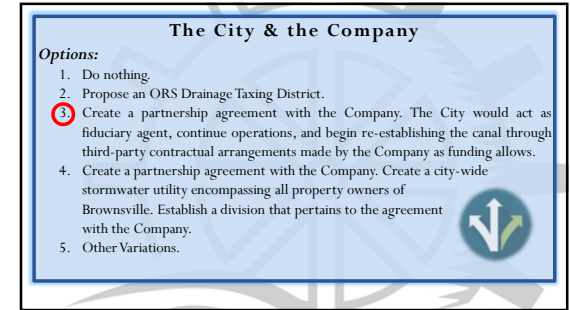 The City & the Company
Options:
1. Do nothing.
2. Propose an ORS Drainage Taxing District.
3. Create a partnership agreement with the Company. The City would act as
fiduciary agent, continue operations, and begin re-establishing the canal through
third-party contractual arrangements made by the Company as funding allows.
4. Create a partnership agreement with the Company. Create a city-wide
stormwater utility encompassing all property owners of
Brownsville. Establish a division that pertains to the agreement
with the Company.
5. Other Variations.